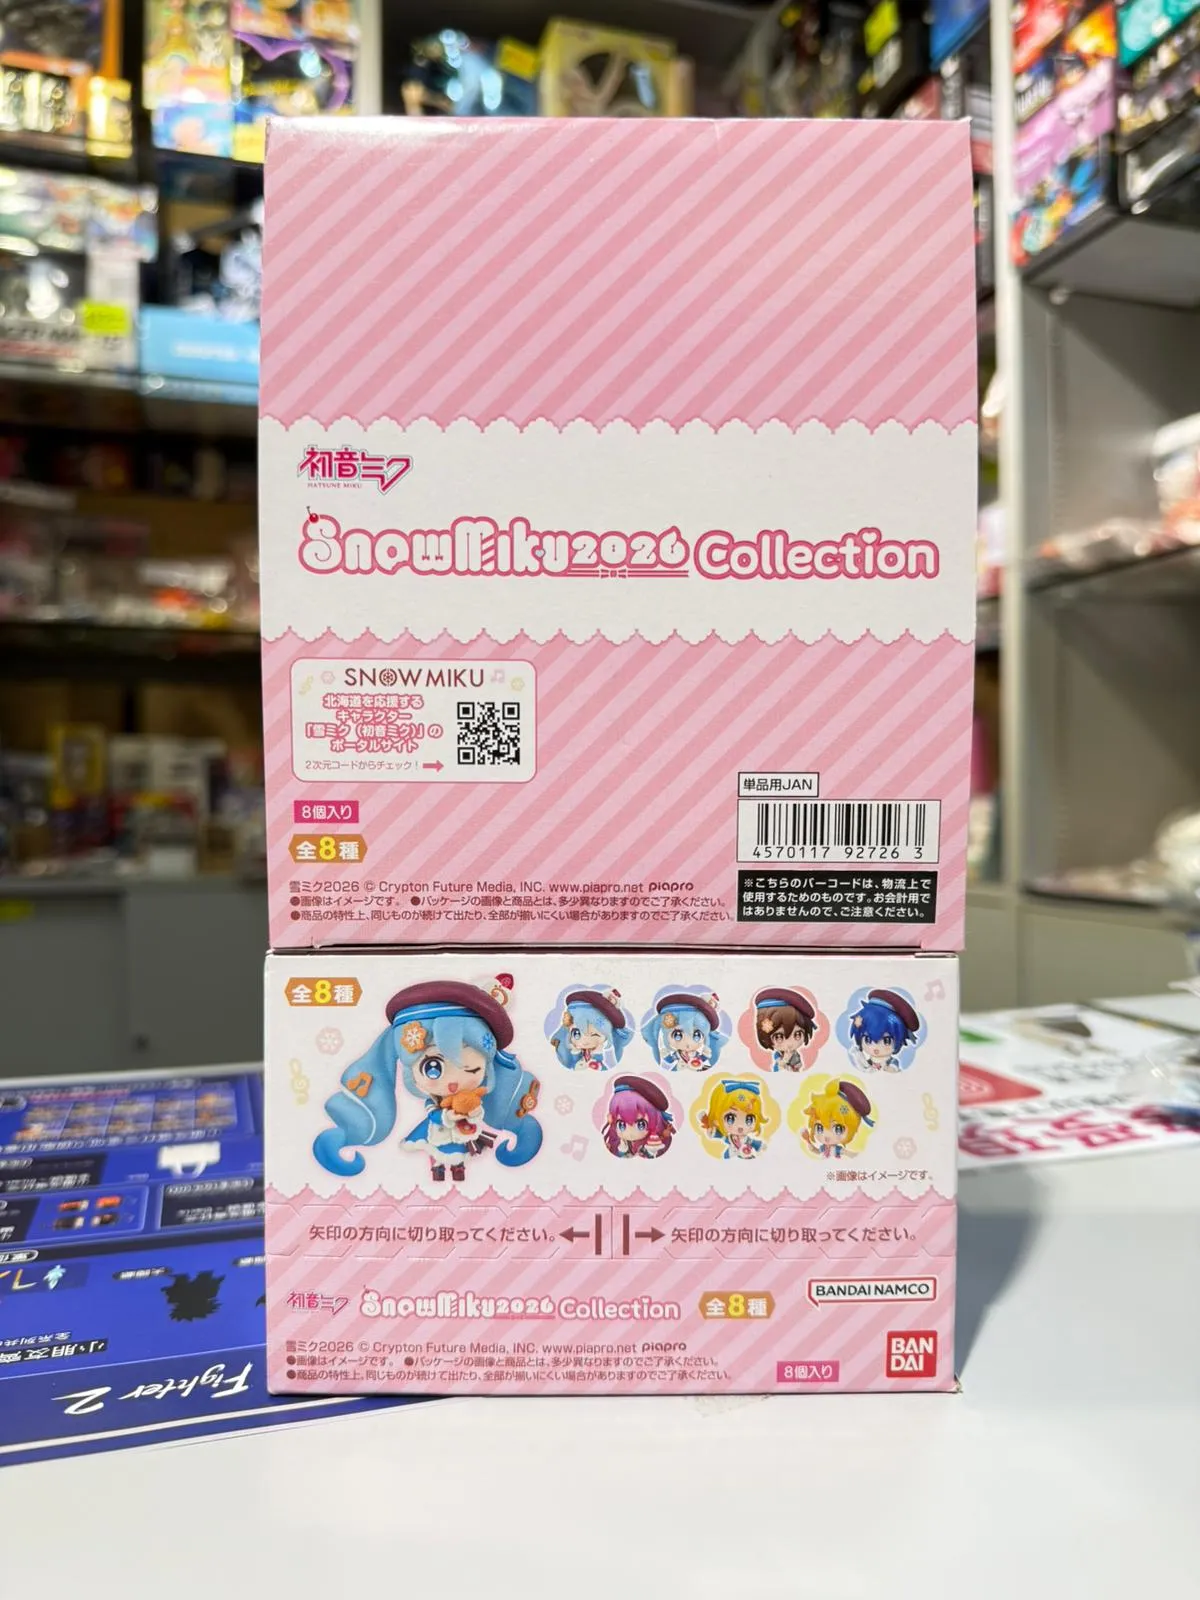 初音ミク
HATSUNE MIKU
SnowMiku2026 Collection
SNOW MIKU
北海道を応援する
キャラクター
「雪ミク(初音ミク)」の
ポータルサイト
2次元コードからチェック!
8個入り
全8種
単品用JAN
4570117 92726 3
※こちらのバーコードは、物流上で
使用するためのものです。お会計用で
はありませんので、ご注意ください。
雪ミク2026 © Crypton Future Media, INC. www.piapro.net piapro
●画像はイメージです。 ●パッケージの画像と商品とは、多少異なりますのでご了承ください。
●商品の特性上、同じものが続けて出たり、全部が揃いにくい場合がありますのでご了承ください。
全8種
※画像はイメージです。
矢印の方向に切り取ってください。
矢印の方向に切り取ってください。
初音ミク SnowMiku2026 Collection 全8種
BANDAI NAMCO
雪ミク2026 © Crypton Future Media, INC. www.piapro.net piapro
●画像はイメージです。 ●パッケージの画像と商品とは、多少異なりますのでご了承ください。
●商品の特性上、同じものが続けて出たり、全部が揃いにくい場合がありますのでご了承ください。
8個入り
BAN
DAI
Fighter 2